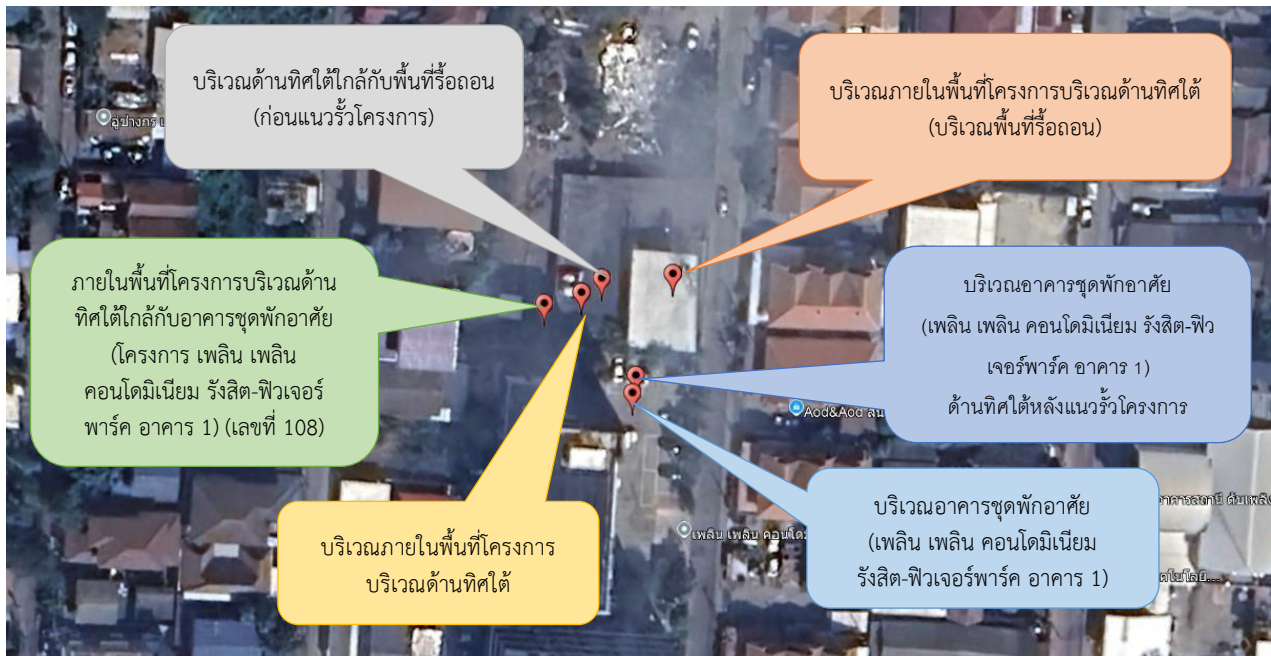 บริเวณด้านทิศใต้ใกล้กับพื้นที่รื้อถอน
(ก่อนแนวรั้วโครงการ)
บริเวณภายในพื้นที่โครงการบริเวณด้านทิศใต้
(บริเวณพื้นที่รื้อถอน)
ภายในพื้นที่โครงการบริเวณด้าน
ทิศใต้ใกล้กับอาคารชุดพักอาศัย
(โครงการ เพลิน เพลิน
คอนโดมิเนียม รังสิต-ฟิวเจอร์
พาร์ค อาคาร 1) (เลขที่ 108)
บริเวณอาคารชุดพักอาศัย
(เพลิน เพลิน คอนโดมิเนียม รังสิต-ฟิว
เจอร์พาร์ค อาคาร 1)
ด้านทิศใต้หลังแนวรั้วโครงการ
Aod&Aod
บริเวณภายในพื้นที่โครงการ
บริเวณด้านทิศใต้
เพลิน เพลิน คอนโด
บริเวณอาคารชุดพักอาศัย
(เพลิน เพลิน คอนโดมิเนียม
รังสิต-ฟิวเจอร์พาร์ค อาคาร 1)